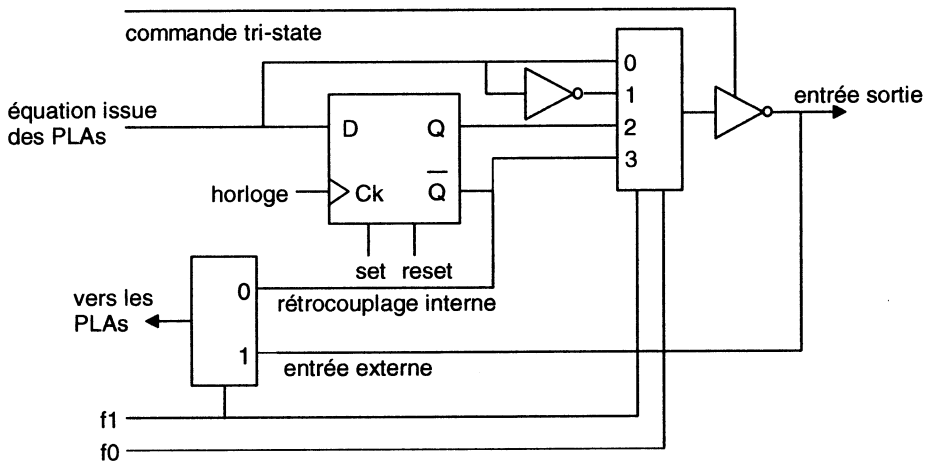 commande tri-state
0
1
2
3
entrée sortie
équation issue
des PLAs
D
Q
horloge
Ck
Q
set
reset
0
rétrocouplage interne
vers les
PLAs
1
entrée externe
f1
f0